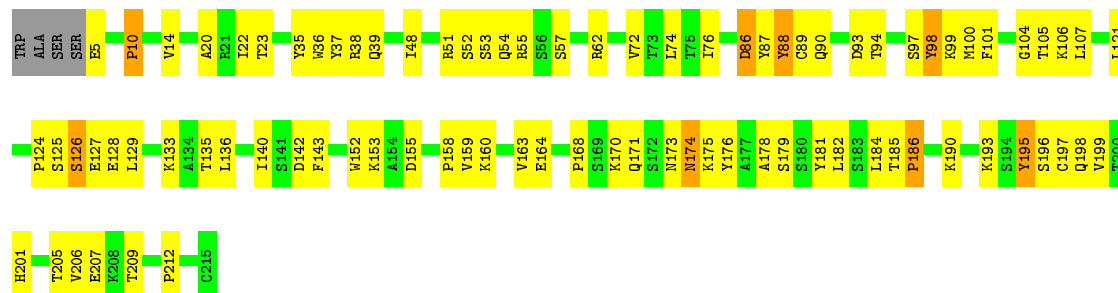 TRP ALA SER SER E5 P10 V14 A20 R21 I22 T23 Y35 W36 Y37 R38 Q39 I48 R51 S52 S53 Q54 R55 S56 S57 R62 V72 T73 L74 T75 I76 D86 Y87 Y88 C89 Q90 D93 T94 S97 Y98 K99 M100 F101 G104 T105 K106 L107 L121
P124 S125 S126 E127 E128 L129 K133 A134 T135 L136 I140 S141 D142 F143 W152 K153 A154 D155 P158 V159 K160 V163 E164 P168 S169 K170 Q171 S172 N173 N174 K175 Y176 A177 A178 S179 S180 Y181 L182 S183 L184 T185 P186 K190 K193 S194 Y195 S196 C197 Q198 V199 T200
H201 T205 V206 E207 K208 T209 P212 C215